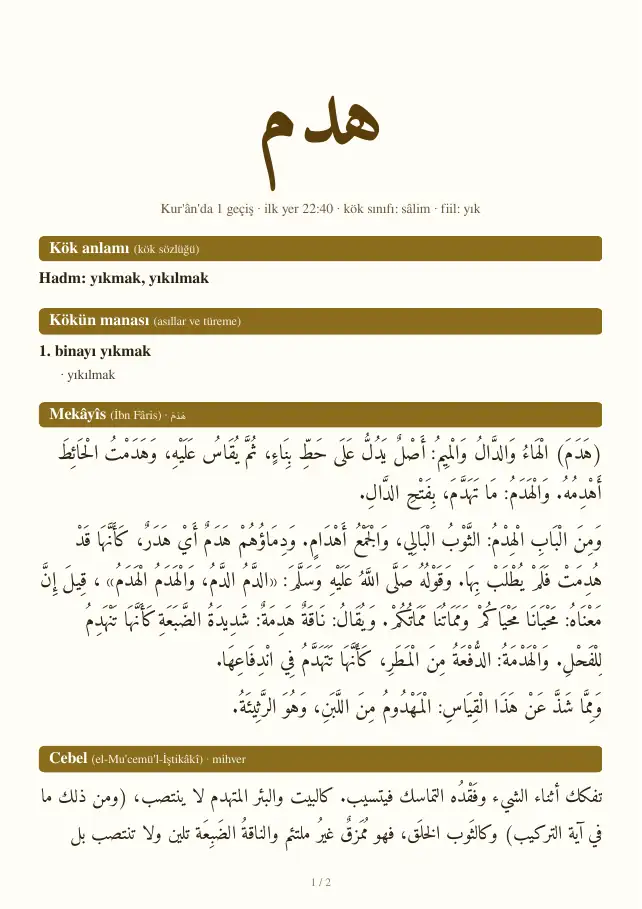 هدم
Kur'ân'da 1 geçiş · ilk yer 22:40 · kök sınıfı: sâlim · fiil: yık
Kök anlamı (kök sözlüğü)
Hadm: yıkmak, yıkılmak
Kökün manası (asıllar ve türeme)
1. binayı yıkmak
· yıkılmak
Mekâyîs (İbn Fâris) · هَدَمَ
(هَدَمَ) الْهَاءُ وَالدَّالُ وَالْمِيمُ: أَصْلٌ يَدُلُّ عَلَى حَطِّ بِنَاءٍ، ثُمَّ يُقَاسُ عَلَيْهِ، وَهَدَمْتُ الْحَائِطَ
أَهْدِمُهُ. وَالْهَدَمُ: مَا تَهَدَّمَ، بِفَتْحِ الدَّالِ.
وَمِنَ الْبَابِ الْهِدْمُ: الثَّوْبُ الْبَالِي، وَالْجَمْعُ أَهْدَامٍ. وَدِمَاؤُهُمْ هَدَمٌ أَيْ هَدَرٌ، كَأَنَّهَا قَدْ
هُدِمَتْ فَلَمْ يُطْلَبْ بِهَا. وَقَوْلُهُ صَلَّى اللَّهُ عَلَيْهِ وَسَلَّمَ: «الدَّمُ الدَّمُ، وَالْهَدَمُ الْهَدَمُ» ، قِيلَ إِنَّ
مَعْنَاهُ: مَحْيَانَا مَحْيَاكُمْ وَمَمَاتُنَا مَمَاتُكُمْ. وَيُقَالُ: نَاقَةٌ هَدِمَةٌ: شَدِيدَةُ الضَّبَعَةِ كَأَنَّهَا تَنْهَدِمُ
لِلْفَحْلِ. وَالْهَدْمَةُ: الدُّفْعَةُ مِنَ الْمَطَرِ، كَأَنَّهَا تَتَهَدَّمُ فِي انْدِفَاعِهَا.
وَمِمَّا شَذَّ عَنْ هَذَا الْقِيَاسِ: الْمَهْدُومُ مِنَ اللَّبَنِ، وَهُوَ الرَّثِيئَةُ.
Cebel (el-Mu'cemü'l-İştikâkî) · mihver
تفكك أثناء الشيء وفَقْدُه التماسك فيتسيب. كالبيت والبئر المتهدم لا ينتصب، (ومن ذلك ما
في آية التركيب) وكالثوب الخلَق، فهو مُمَزقٌ غيرُ ملتئم والناقةُ الضَبِعَة تلين ولا تنتصب بل
1 / 2